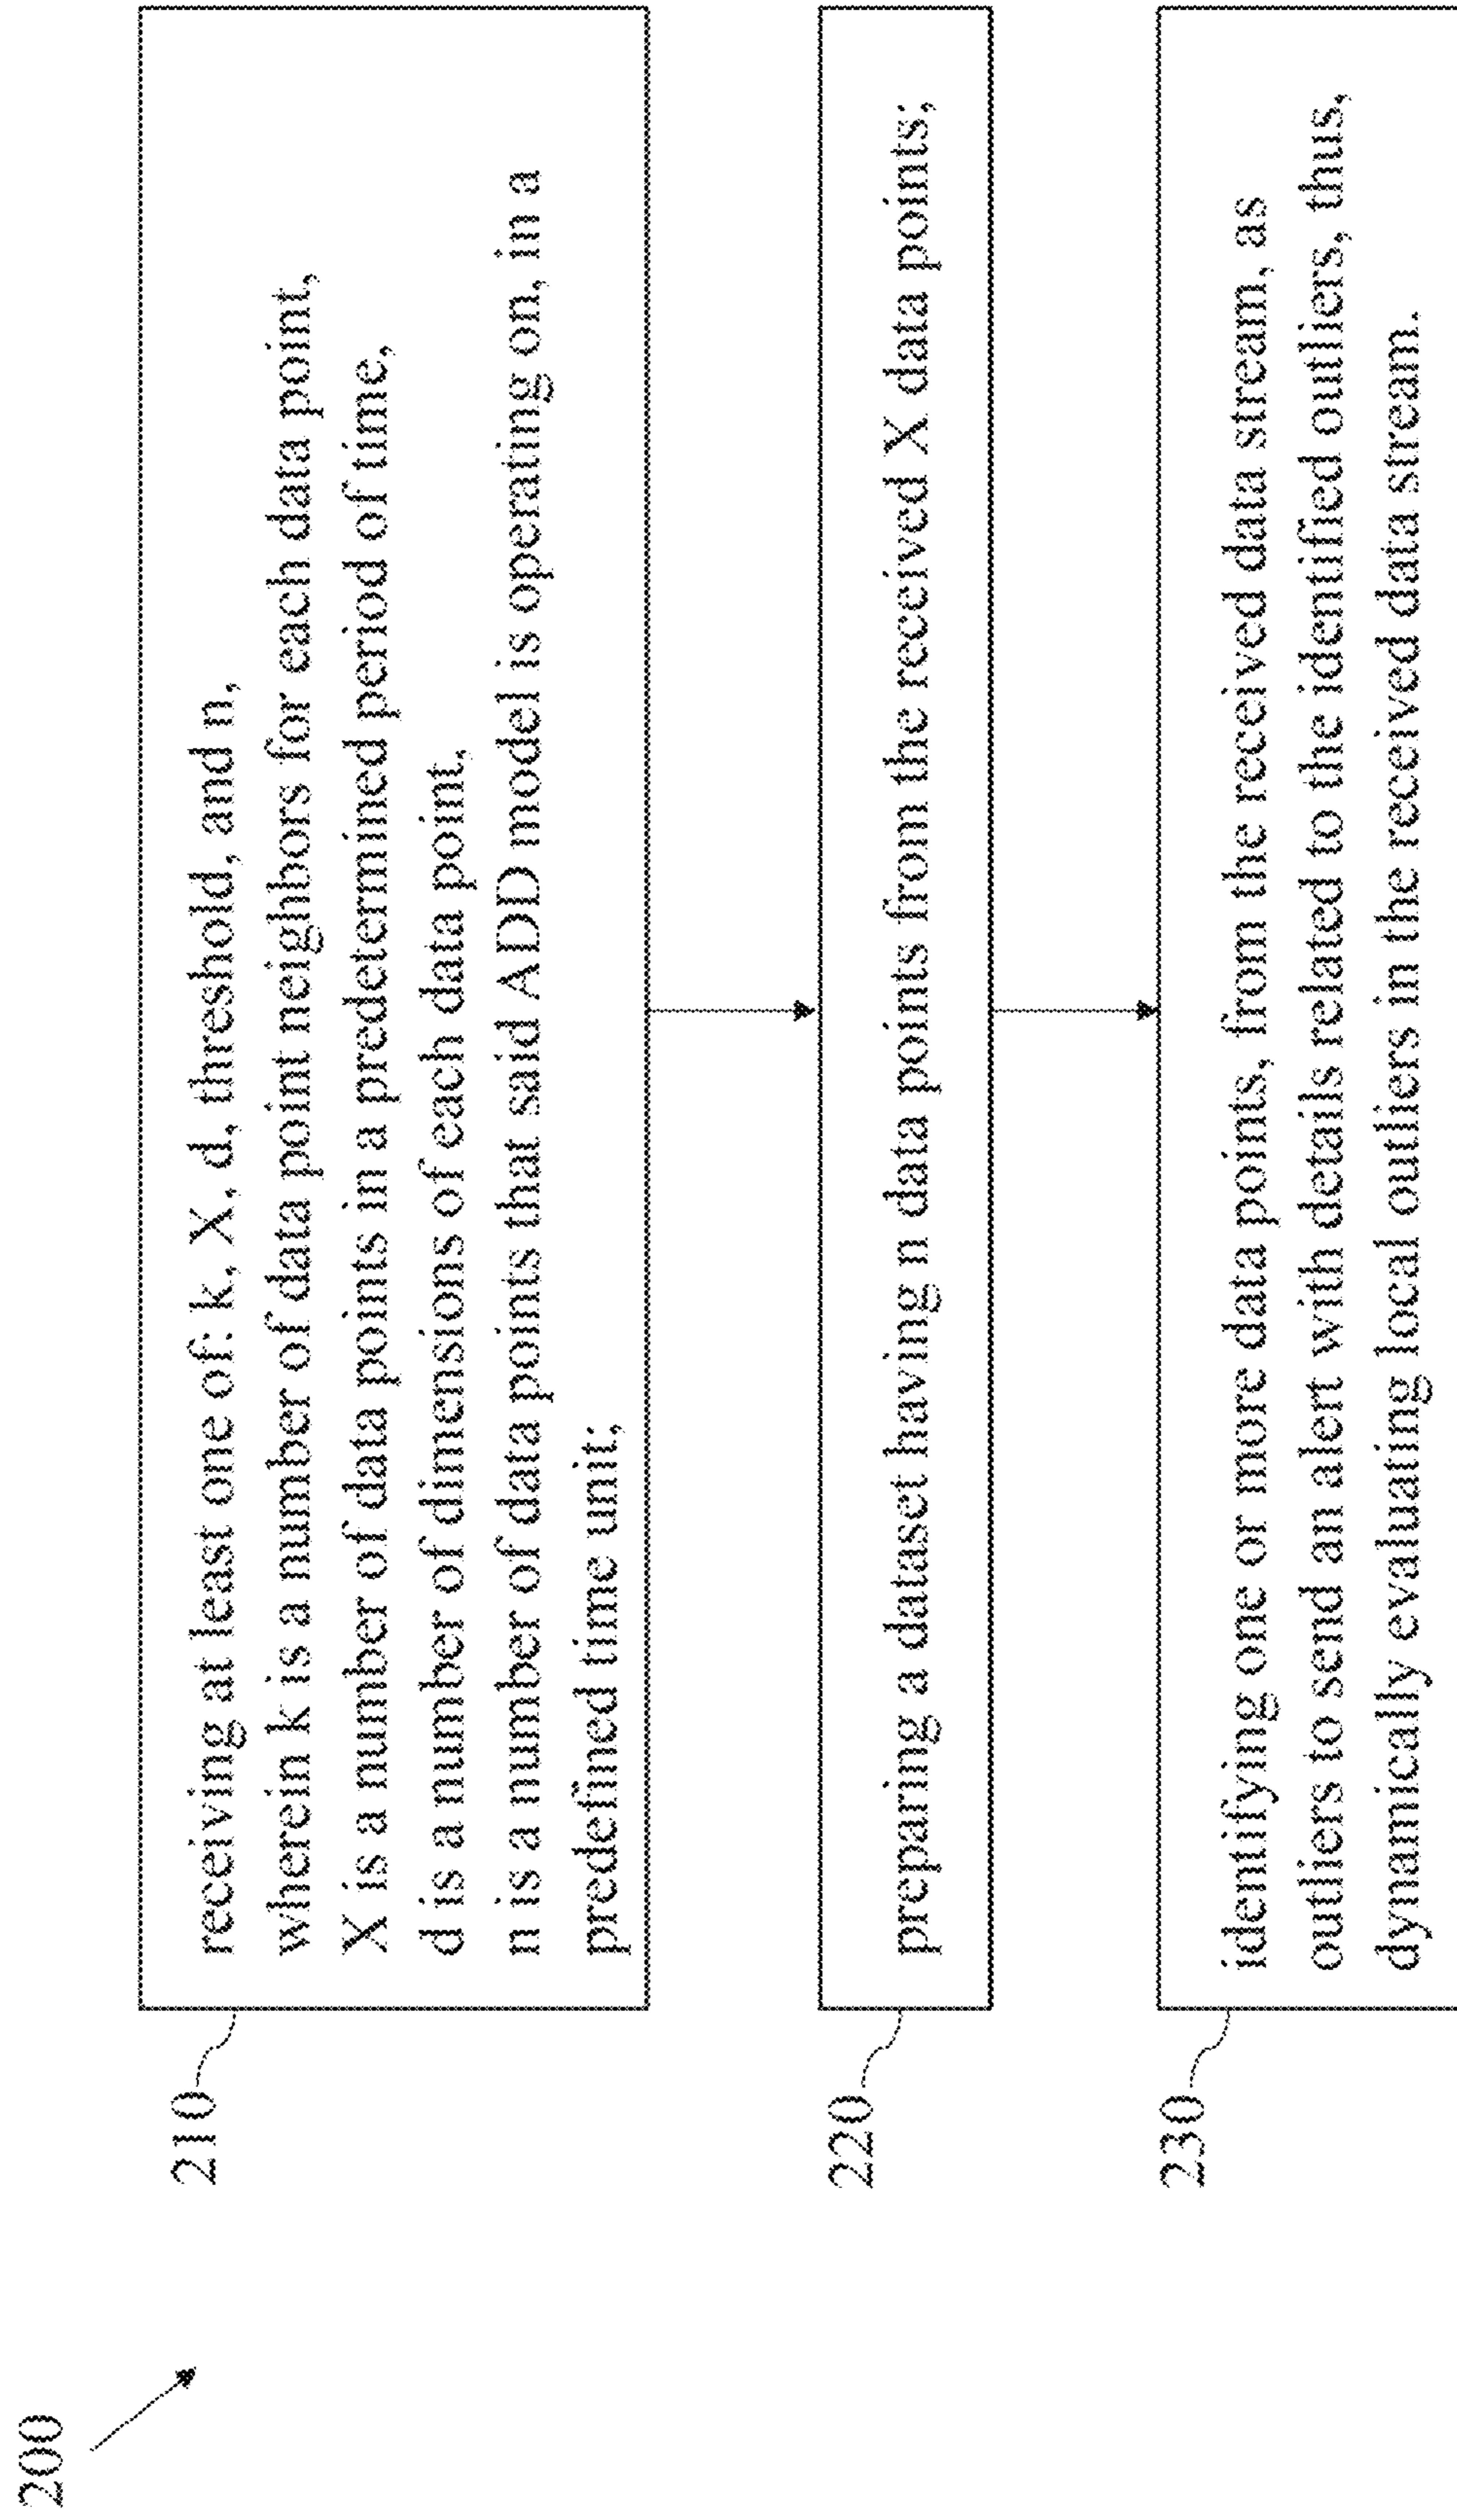 200
210
receiving at least one of: k, X, d, threshold, and n,
wherein k is a number of data point neighbors for each data point,
X is a number of data points in a predetermined period of time,
d is a number of dimensions of each data point,
n is a number of data points that said ADD model is operating on, in a
predefined time unit;
220
preparing a dataset having n data points from the received X data points;
230
identifying one or more data points, from the received data stream, as
outliers to send an alert with details related to the identified outliers, thus,
dynamically evaluating local outliers in the received data stream.